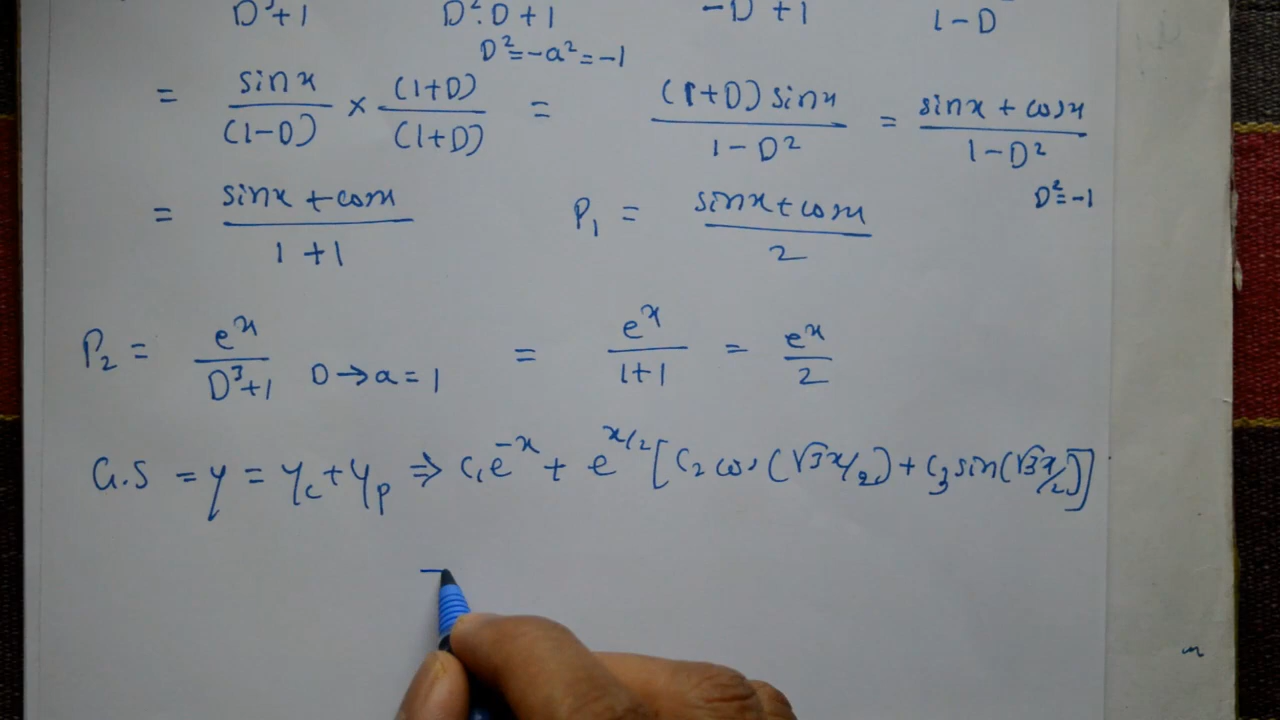 D³+1 D²·D+1 -D+1 1-D
D²=-a²=-1
= sinx/(1-D) × (1+D)/(1+D) = (1+D)sinx/1-D² = sinx+cosx/1-D²
D²=-1
= sinx+cosx/1+1 P₁ = sinx+cosx/2
P₂ = eˣ/D³+1 D→a=1 = eˣ/1+1 = eˣ/2
G.S = y = y_c+y_p ⇒ c₁e^-x + e^x/2[c₂cos(√3x/2)+c₃sin(√3x/2)]